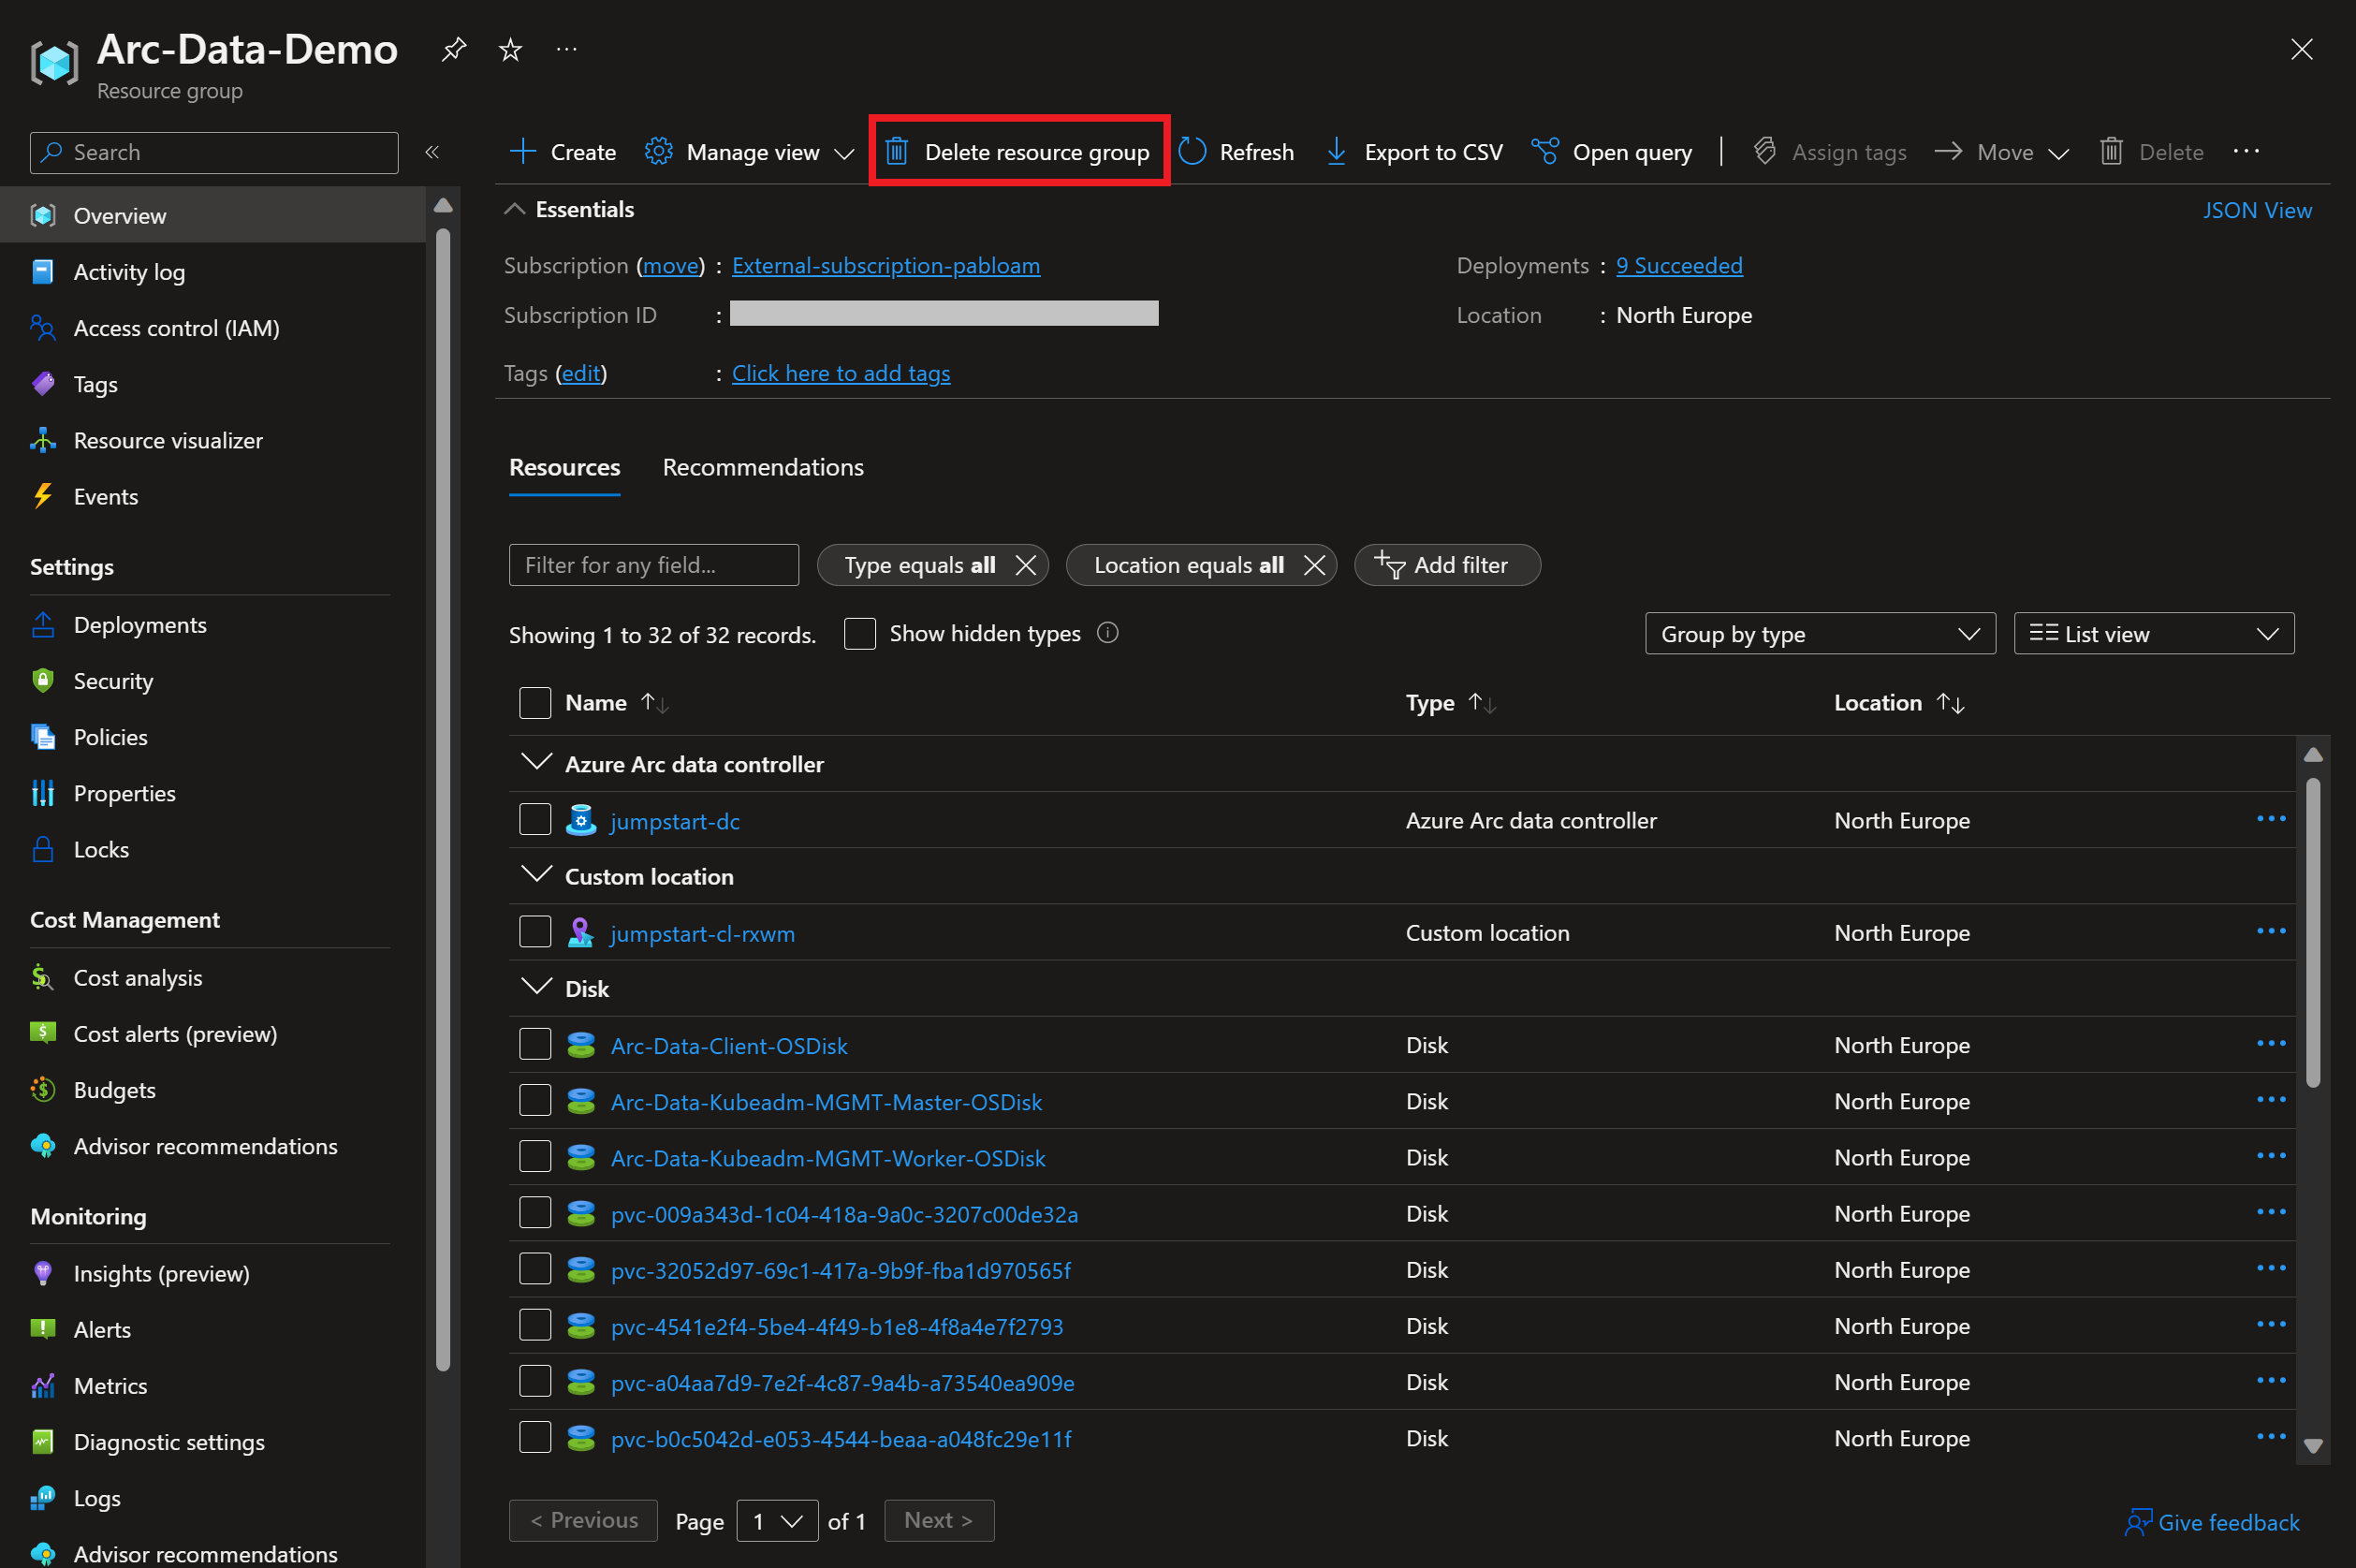 Arc-Data-Demo
Resource group
Search
Overview
Activity log
Access control (IAM)
Tags
Resource visualizer
Events
Settings
Deployments
Security
Policies
Properties
Locks
Cost Management
Cost analysis
Cost alerts (preview)
Budgets
Advisor recommendations
Monitoring
Insights (preview)
Alerts
Metrics
Diagnostic settings
Logs
Advisor recommendations
Create Manage view Delete resource group Refresh Export to CSV Open query Assign tags Move Delete
Essentials JSON View
Subscription (move) : External-subscription-pabloam Deployments : 9 Succeeded
Subscription ID : Location : North Europe
Tags (edit) : Click here to add tags
Resources Recommendations
Filter for any field... Type equals all Location equals all Add filter
Showing 1 to 32 of 32 records. Show hidden types Group by type List view
Name Type Location
Azure Arc data controller
jumpstart-dc Azure Arc data controller North Europe
Custom location
jumpstart-cl-rxwm Custom location North Europe
Disk
Arc-Data-Client-OSDisk Disk North Europe
Arc-Data-Kubeadm-MGMT-Master-OSDisk Disk North Europe
Arc-Data-Kubeadm-MGMT-Worker-OSDisk Disk North Europe
pvc-009a343d-1c04-418a-9a0c-3207c00de32a Disk North Europe
pvc-32052d97-69c1-417a-9b9f-fba1d970565f Disk North Europe
pvc-4541e2f4-5be4-4f49-b1e8-4f8a4e7f2793 Disk North Europe
pvc-a04aa7d9-7e2f-4c87-9a4b-a73540ea909e Disk North Europe
pvc-b0c5042d-e053-4544-beaa-a048fc29e11f Disk North Europe
< Previous Page 1 of 1 Next > Give feedback